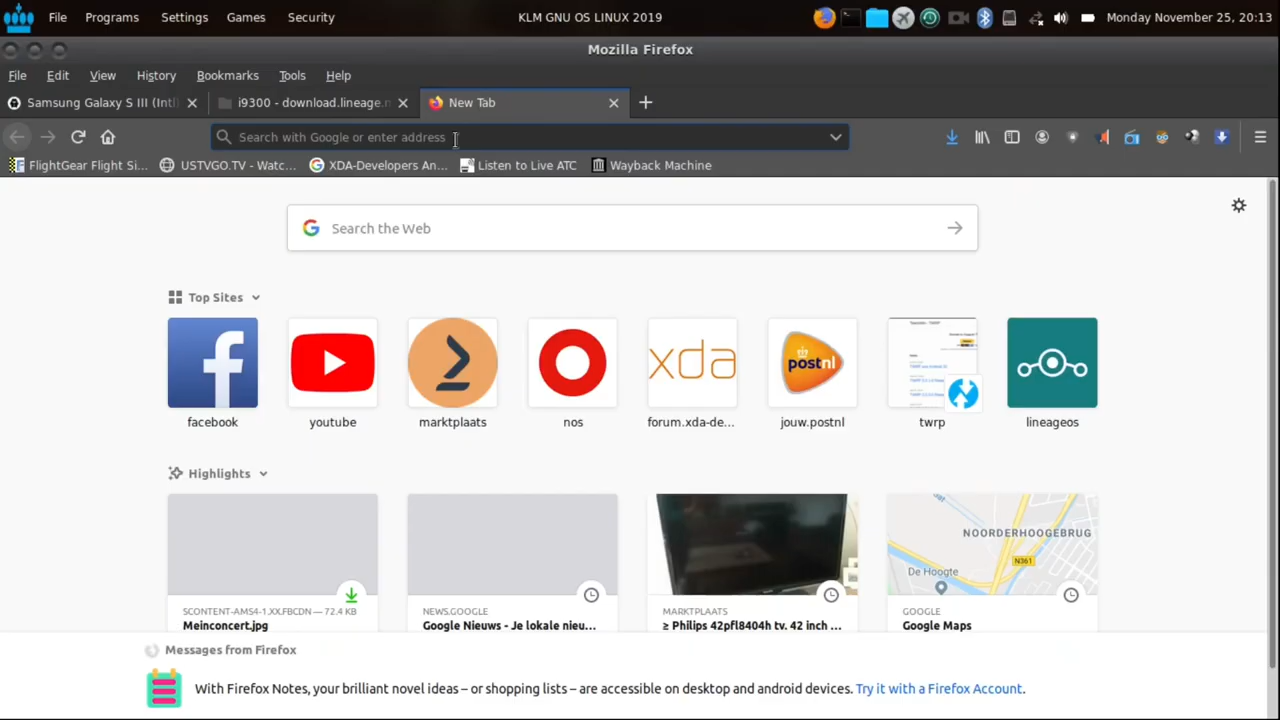 File Programs Settings Games Security KLM GNU OS LINUX 2019 Monday November 25, 20:13
Mozilla Firefox
File Edit View History Bookmarks Tools Help
Samsung Galaxy S III (Intl i9300 - download.lineage. New Tab
Search with Google or enter address
FlightGear Flight Si... USTVGO.TV - Watc... XDA-Developers An... Listen to Live ATC Wayback Machine
Search the Web
Top Sites
f xda postnl
facebook youtube marktplaats nos forum.xda-de... jouw.postnl twrp lineageos
Highlights
NOORDERHOOGEBRUG
N361
De Hoogte
SCONTENT-AMS4-1.XX.FBCDN — 72.4 KB NEWS.GOOGLE MARKTPLAATS GOOGLE
Meinconcert.jpg Google Nieuws - Je lokale nieu... ≥ Philips 42pfl8404h tv. 42 inch ... Google Maps
Messages from Firefox
With Firefox Notes, your brilliant novel ideas – or shopping lists – are accessible on desktop and android devices. Try it with a Firefox Account.